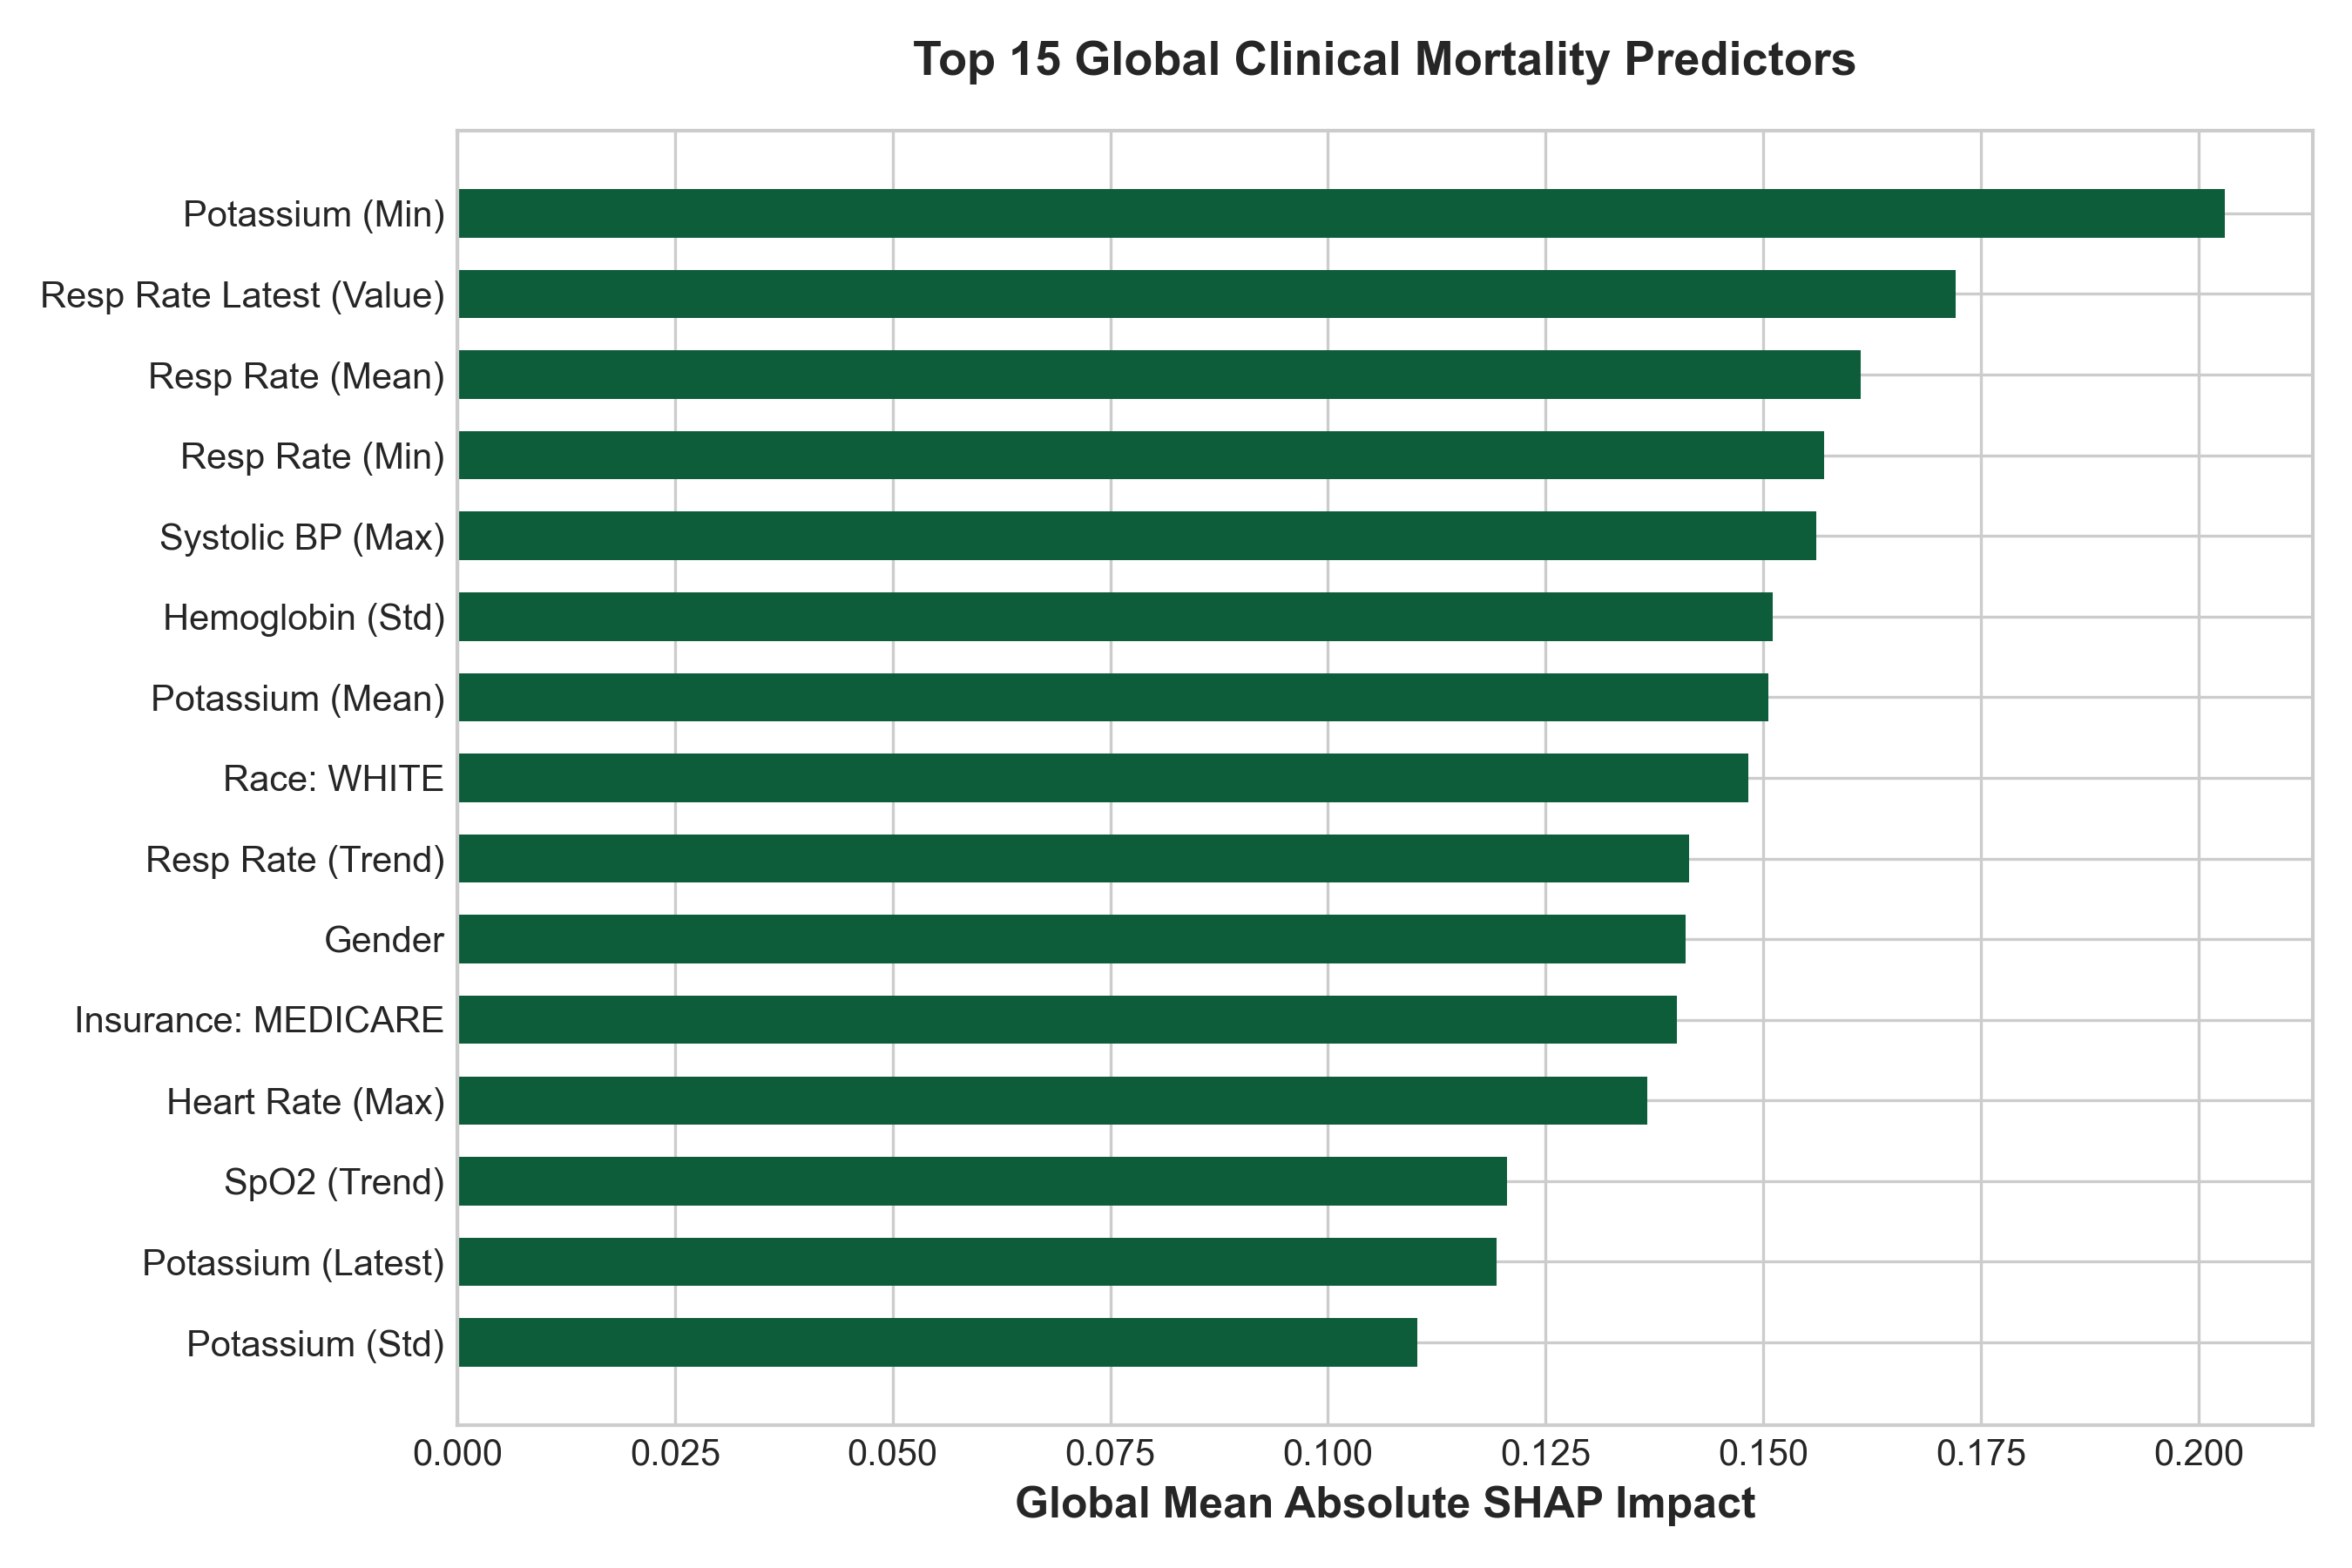 Top 15 Global Clinical Mortality Predictors
Potassium (Min)
Resp Rate Latest (Value)
Resp Rate (Mean)
Resp Rate (Min)
Systolic BP (Max)
Hemoglobin (Std)
Potassium (Mean)
Race: WHITE
Resp Rate (Trend)
Gender
Insurance: MEDICARE
Heart Rate (Max)
SpO2 (Trend)
Potassium (Latest)
Potassium (Std)
0.000 0.025 0.050 0.075 0.100 0.125 0.150 0.175 0.200
Global Mean Absolute SHAP Impact